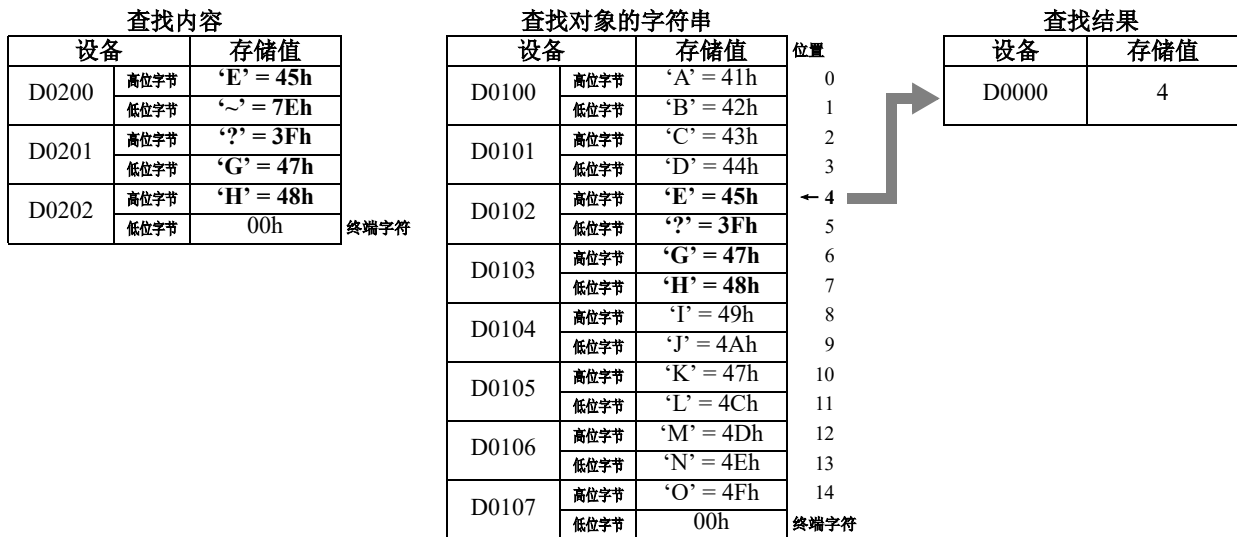 查找内容 查找对象的字符串 查找结果
设备 存储值 设备 存储值 位置 设备 存储值
D0200 高位字节 ‘E’ = 45h D0100 高位字节 ‘A’ = 41h 0 D0000 4
低位字节 ‘~’ = 7Eh 低位字节 ‘B’ = 42h 1
D0201 高位字节 ‘?’ = 3Fh D0101 高位字节 ‘C’ = 43h 2
低位字节 ‘G’ = 47h 低位字节 ‘D’ = 44h 3
D0202 高位字节 ‘H’ = 48h D0102 高位字节 ‘E’ = 45h ←4
低位字节 00h 终端字符 低位字节 ‘?’ = 3Fh 5
D0103 高位字节 ‘G’ = 47h 6
低位字节 ‘H’ = 48h 7
D0104 高位字节 ‘I’ = 49h 8
低位字节 ‘J’ = 4Ah 9
D0105 高位字节 ‘K’ = 47h 10
低位字节 ‘L’ = 4Ch 11
D0106 高位字节 ‘M’ = 4Dh 12
低位字节 ‘N’ = 4Eh 13
D0107 高位字节 ‘O’ = 4Fh 14
低位字节 00h 终端字符